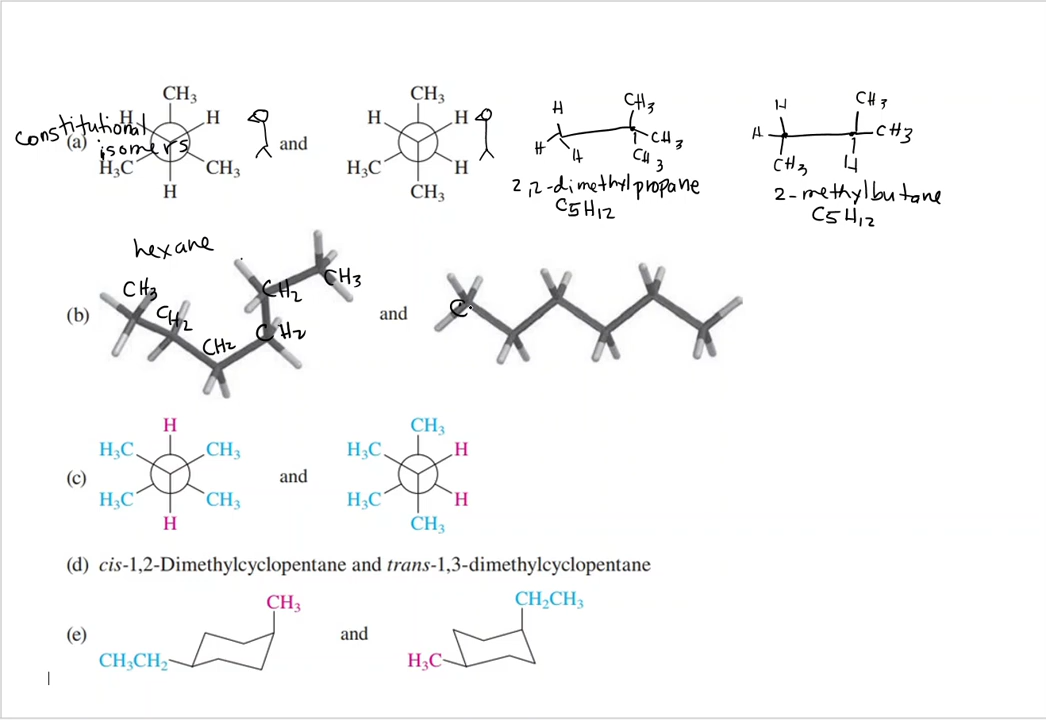 CH3 CH3 CH3 CH3
H H H H H H
constitutional
(a) isomers and H CH3 H CH3
H3C CH3 H3C H H H CH3 CH3 H
H CH3 2,2-dimethylpropane 2-methylbutane
C5H12 C5H12
hexane
CH3 CH2 CH3
(b) CH2 and C
CH2 CH2
H CH3
H3C CH3 H3C H
(c) and
H3C CH3 H3C H
H CH3
(d) cis-1,2-Dimethylcyclopentane and trans-1,3-dimethylcyclopentane
CH3 CH2CH3
(e) and
CH3CH2 H3C